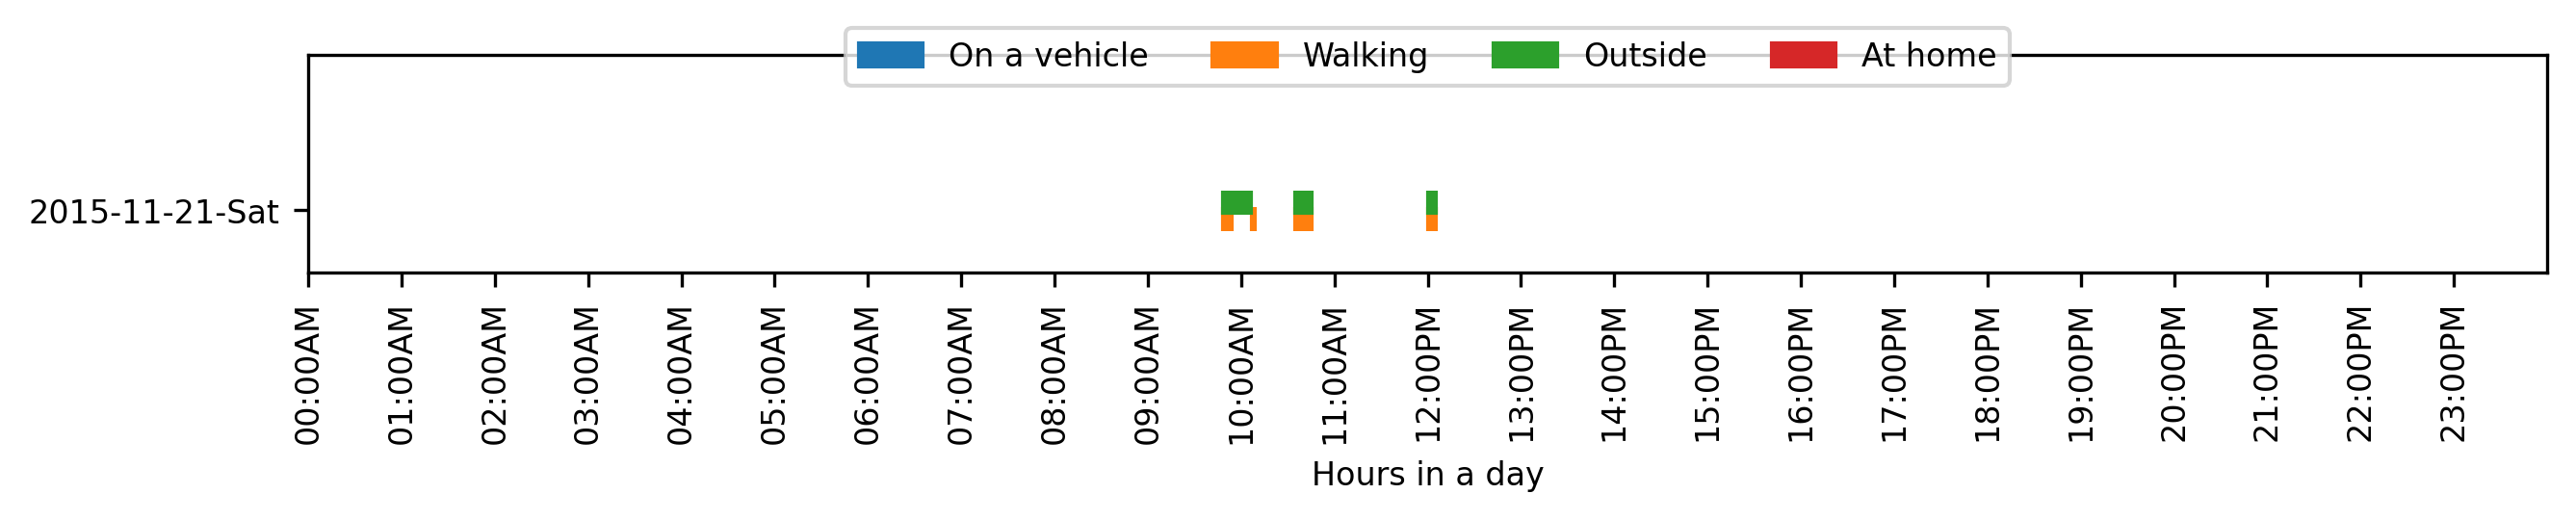 On a vehicle Walking Outside At home
2015-11-21-Sat
00:00AM 01:00AM 02:00AM 03:00AM 04:00AM 05:00AM 06:00AM 07:00AM 08:00AM 09:00AM 10:00AM 11:00AM 12:00PM 13:00PM 14:00PM 15:00PM 16:00PM 17:00PM 18:00PM 19:00PM 20:00PM 21:00PM 22:00PM 23:00PM
Hours in a day